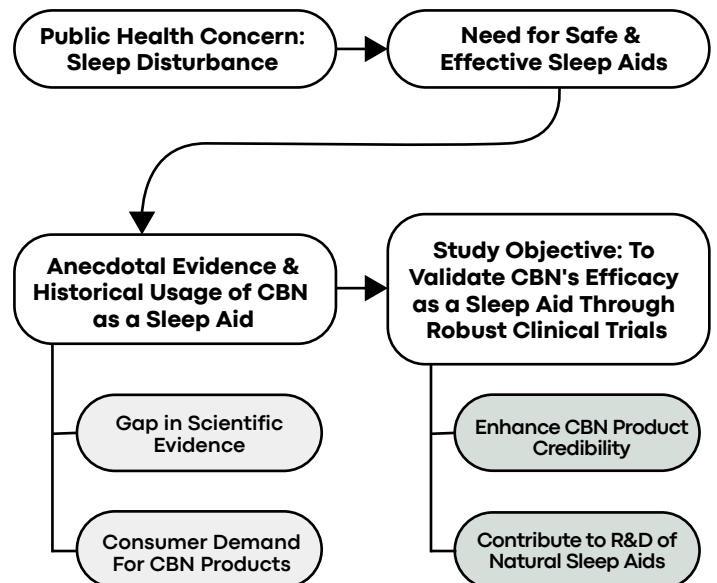 Public Health Concern:
Sleep Disturbance
Need for Safe &
Effective Sleep Aids
Anecdotal Evidence &
Historical Usage of CBN
as a Sleep Aid
Study Objective: To
Validate CBN's Efficacy
as a Sleep Aid Through
Robust Clinical Trials
Gap in Scientific
Evidence
Consumer Demand
For CBN Products
Enhance CBN Product
Credibility
Contribute to R&D of
Natural Sleep Aids